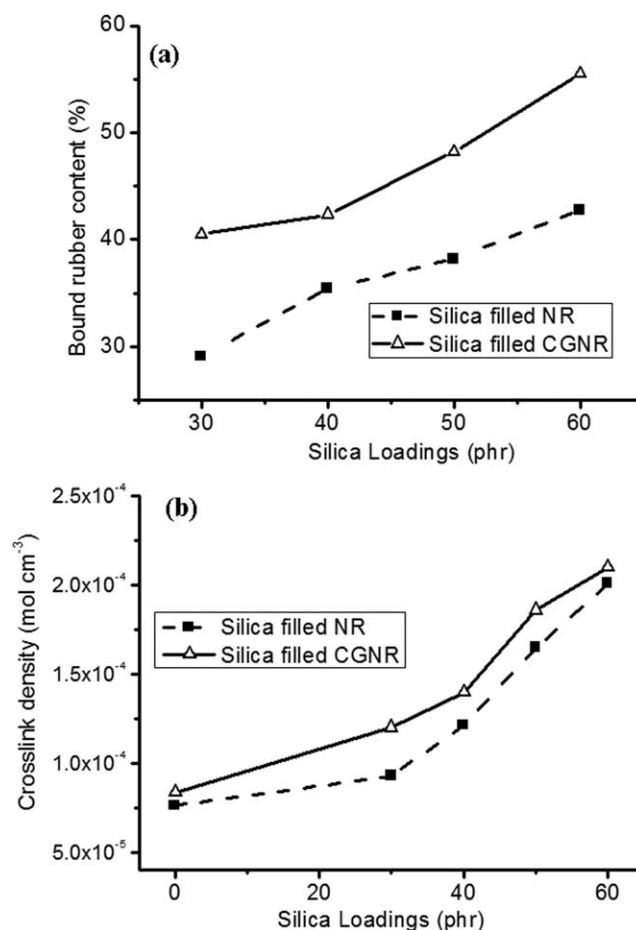 (a)
Bound rubber content (%)
60
50
40
30
Silica filled NR
Silica filled CGNR
30 40 50 60
Silica Loadings (phr)
(b)
Crosslink density (mol cm⁻³)
2.5x10⁻⁴
2.0x10⁻⁴
1.5x10⁻⁴
1.0x10⁻⁴
5.0x10⁻⁵
Silica filled NR
Silica filled CGNR
0 20 40 60
Silica Loadings (phr)